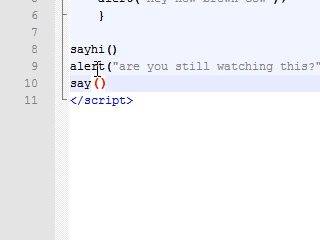 6 }
7
8 sayhi()
9 alert("are you still watching this?"
10 say()
11 </script>